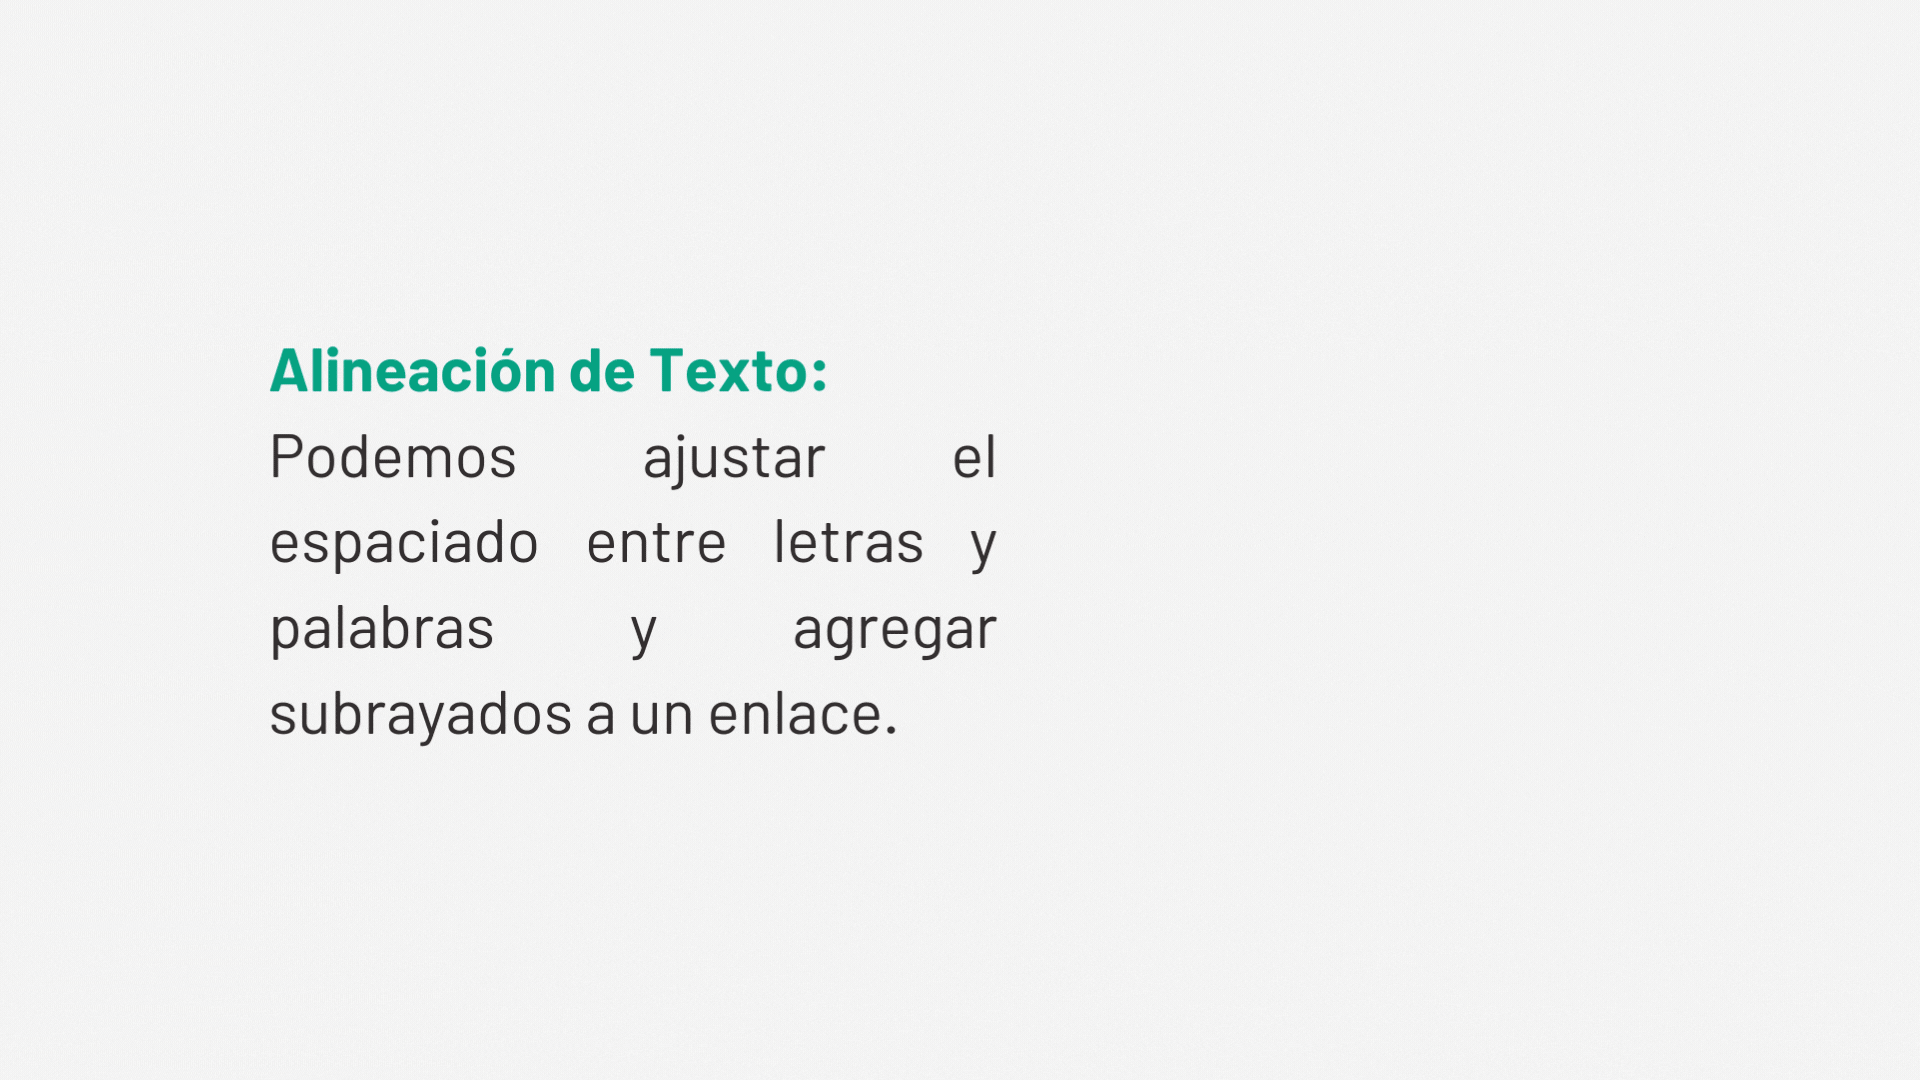 Alineación de Texto:
Podemos ajustar el
espaciado entre letras y
palabras y agregar
subrayados a un enlace.